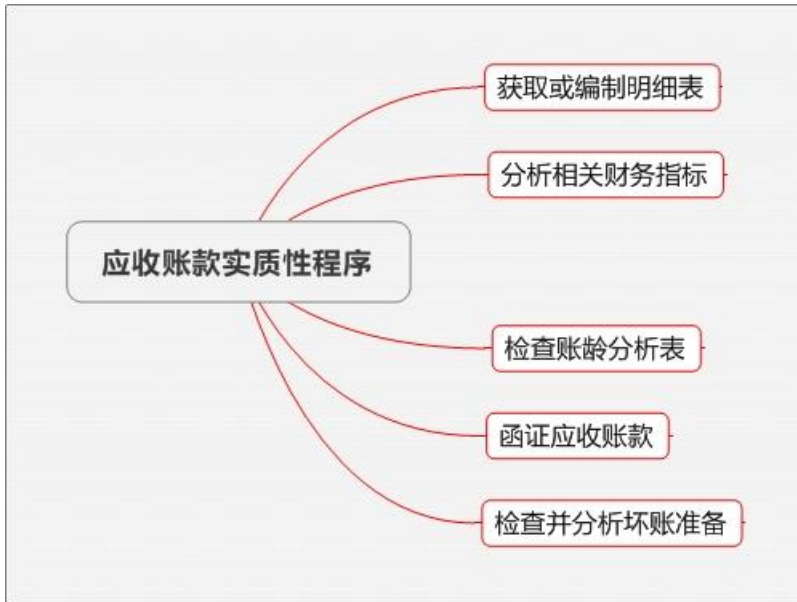 应收账款实质性程序
获取或编制明细表
分析相关财务指标
检查账龄分析表
函证应收账款
检查并分析坏账准备